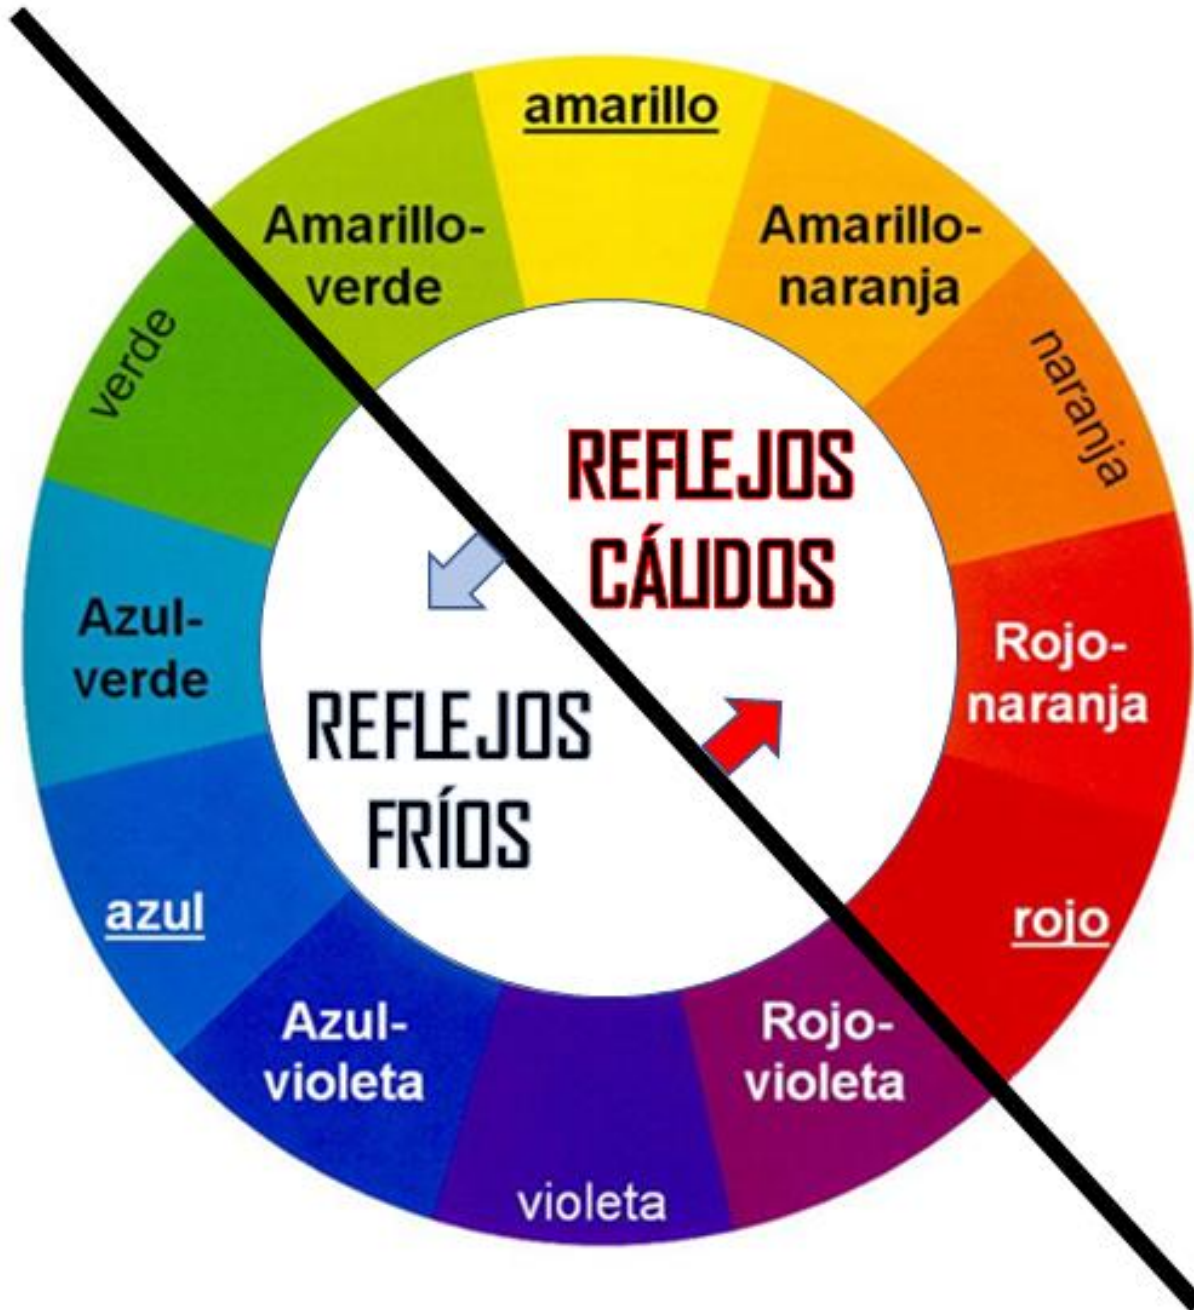 amarillo
Amarillo-
verde
Amarillo-
naranja
verde
naranja
REFLEJOS
CÁLIDOS
Azul-
verde
Rojo-
naranja
REFLEJOS
FRÍOS
azul
rojo
Azul-
violeta
Rojo-
violeta
violeta